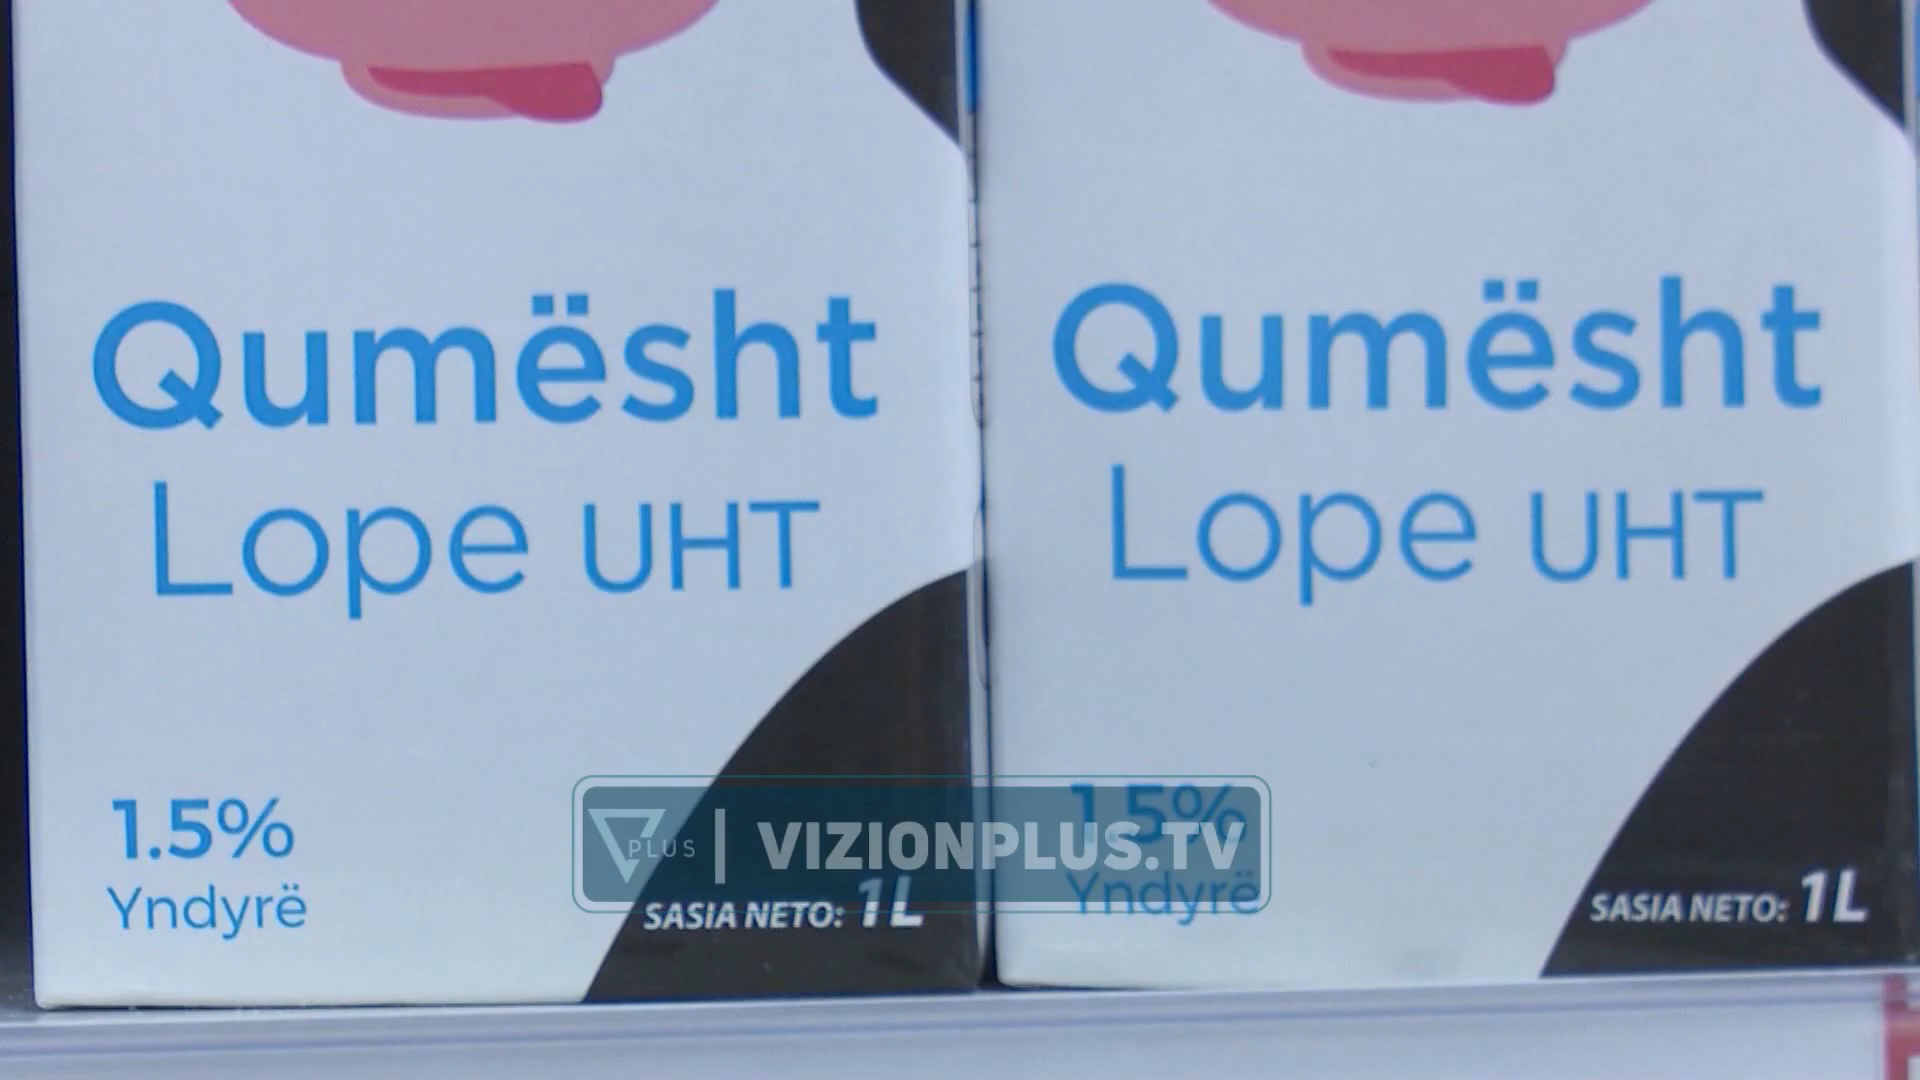 Qumësht
Lope UHT
1.5%
Yndyrë
SASIA NETO: 1L
Qumësht
Lope UHT
1.5%
Yndyrë
SASIA NETO: 1L
PLUS | VIZIONPLUS.TV